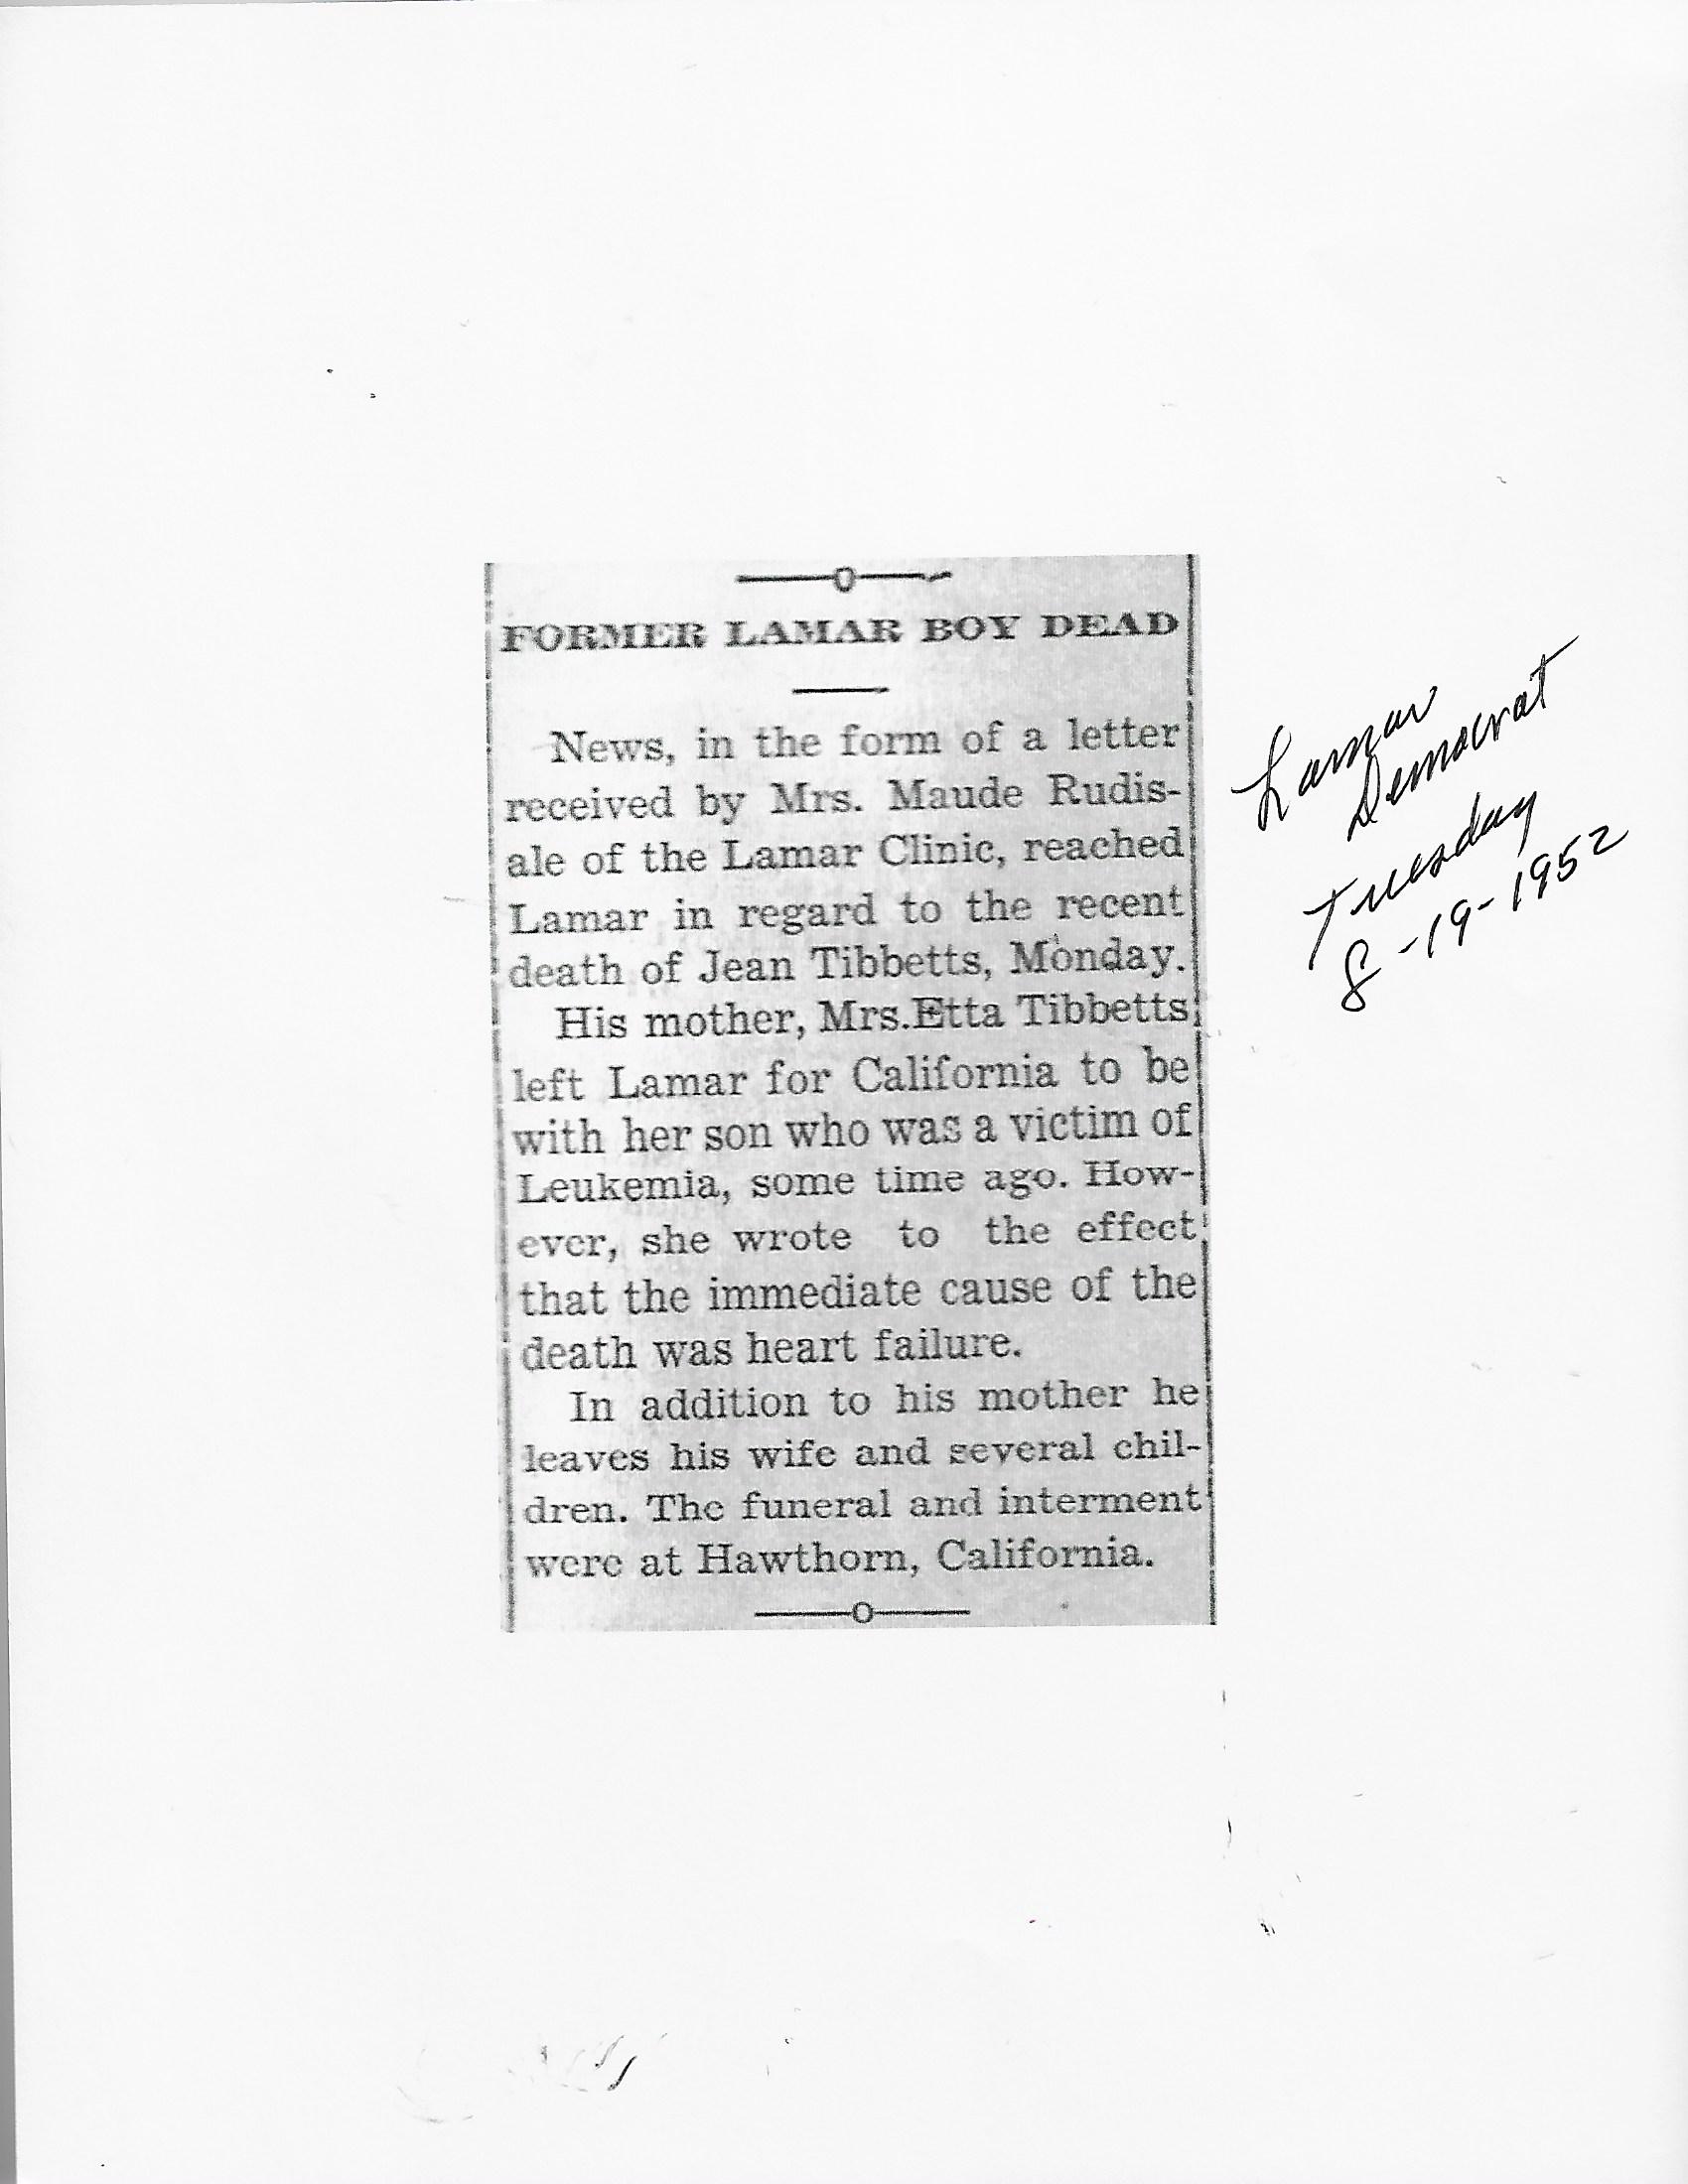 FORMER LAMAR BOY DEAD
News, in the form of a letter
received by Mrs. Maude Rudis-
ale of the Lamar Clinic, reached
Lamar in regard to the recent
death of Jean Tibbetts, Monday.
His mother, Mrs.Etta Tibbetts
left Lamar for California to be
with her son who was a victim of
Leukemia, some time ago. How-
ever, she wrote to the effect
that the immediate cause of the
death was heart failure.
In addition to his mother he
leaves his wife and several chil-
dren. The funeral and interment
were at Hawthorn, California.
Lamar
Democrat
Tuesday
8-19-1952